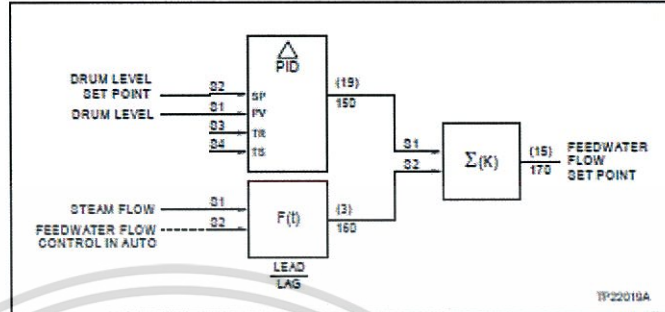 Δ
PID
DRUM LEVEL
SET POINT
S2
SP
(19)
150
DRUM LEVEL
S1
PV
S3
TR
S4
TS
S1
S2
Σ(K)
(15)
170
FEEDWATER
FLOW
SET POINT
STEAM FLOW
S1
FEEDWATER FLOW
CONTROL IN AUTO
S2
F(t)
(3)
160
LEAD
LAG
TP22019A